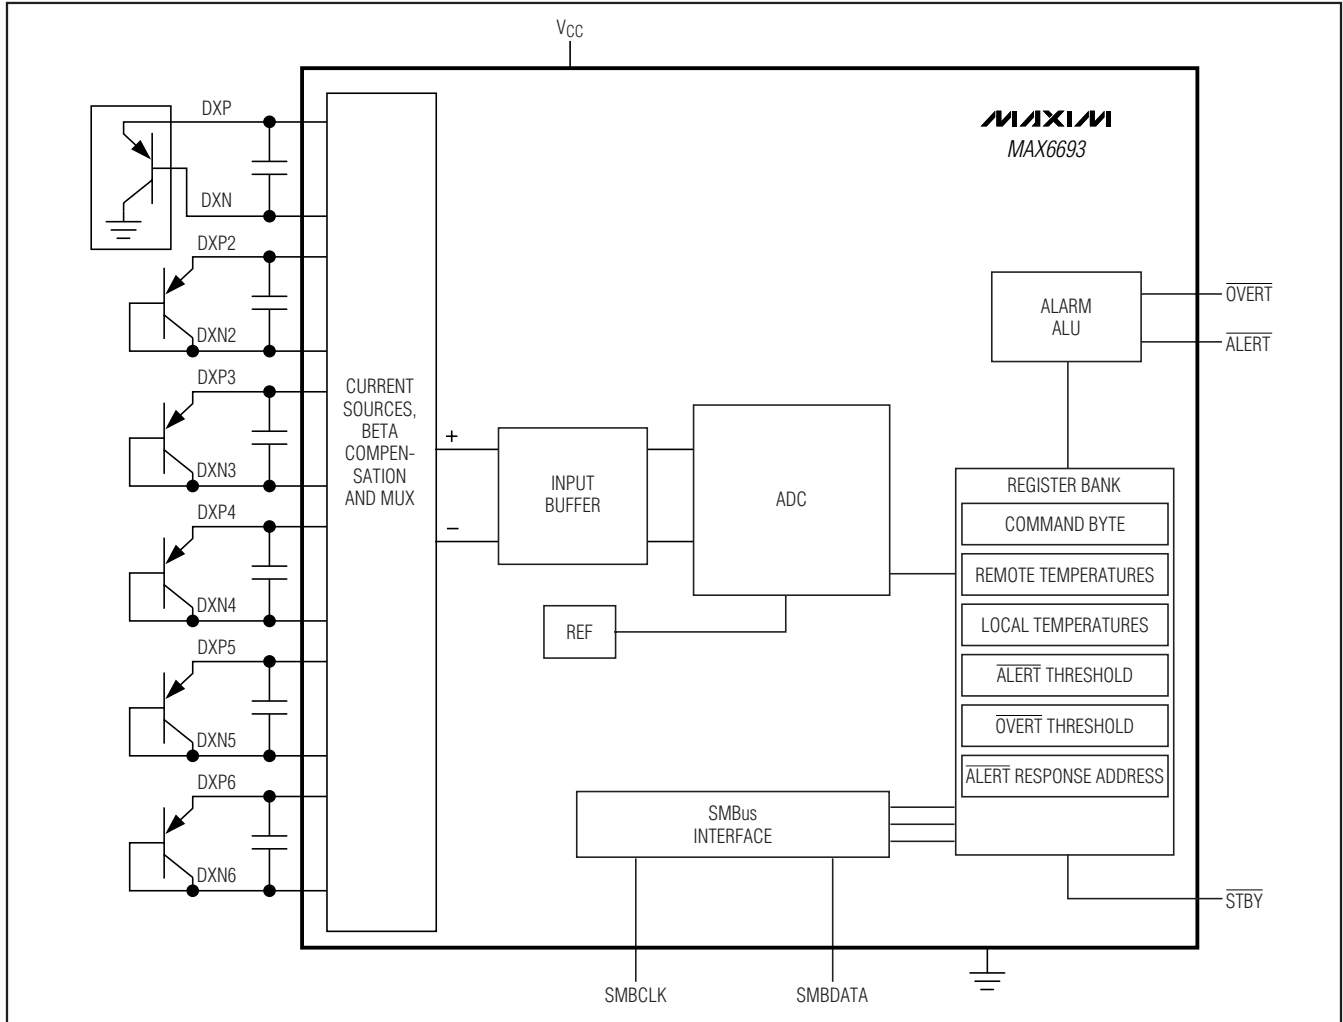 VCC
MAXIM
MAX6693
DXP
DXN
DXP2
DXN2
DXP3
DXN3
DXP4
DXN4
DXP5
DXN5
DXP6
DXN6
CURRENT
SOURCES,
BETA
COMPEN-
SATION
AND MUX
+
−
INPUT
BUFFER
ADC
REF
ALARM
ALU
OVERT
ALERT
REGISTER BANK
COMMAND BYTE
REMOTE TEMPERATURES
LOCAL TEMPERATURES
ALERT THRESHOLD
OVERT THRESHOLD
ALERT RESPONSE ADDRESS
SMBus
INTERFACE
STBY
SMBCLK
SMBDATA